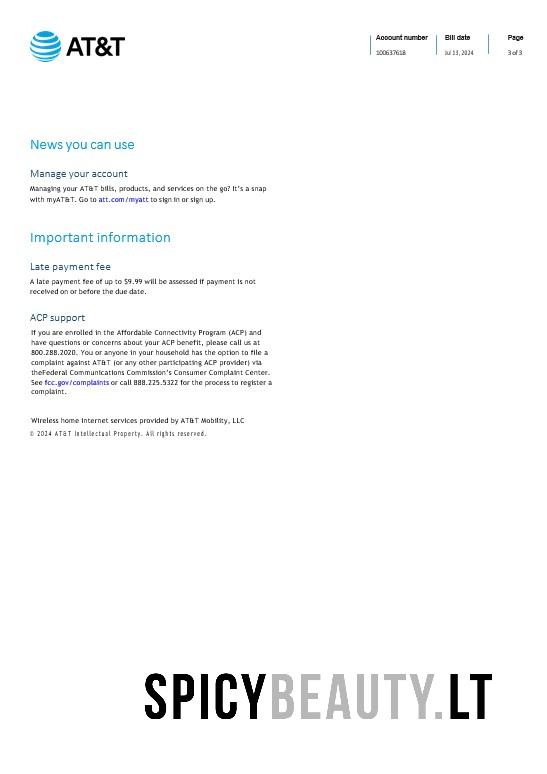 AT&T
Account number
Bill date
Page
100637618
Jul 13, 2024
3 of 3
News you can use
Manage your account
Managing your AT&T bills, products, and services on the go? It's a snap
with myAT&T. Go to att.com/myatt to sign in or sign up.
Important information
Late payment fee
A late payment fee of up to $9.99 will be assessed if payment is not
received on or before the due date.
ACP support
If you are enrolled in the Affordable Connectivity Program (ACP) and
have questions or concerns about your ACP benefit, please call us at
800.288.2020. You or anyone in your household has the option to file a
complaint against AT&T (or any other participating ACP provider) via
theFederal Communications Commission's Consumer Complaint Center.
See fcc.gov/complaints or call 888.225.5322 for the process to register a
complaint.
Wireless home internet services provided by AT&T Mobility, LLC
© 2024 AT&T Intellectual Property. All rights reserved.
SPICYBEAUTY.LT